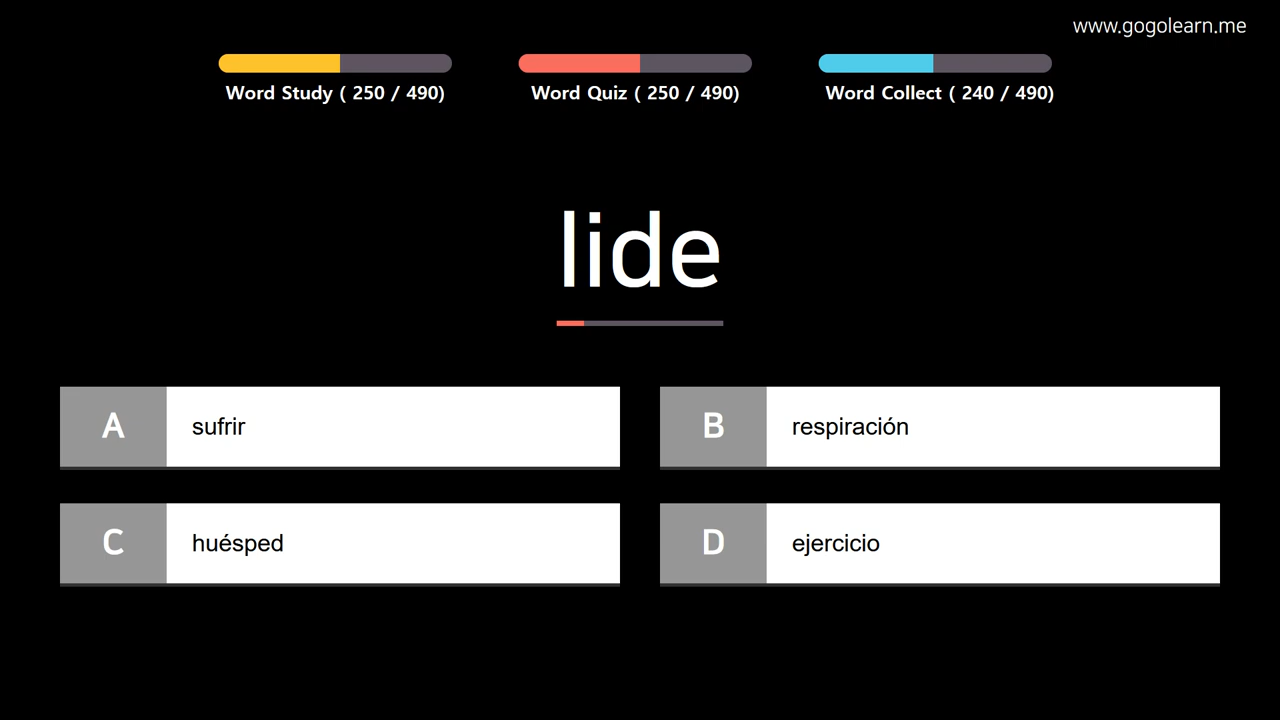 www.gogolearn.me
Word Study ( 250 / 490)
Word Quiz ( 250 / 490)
Word Collect ( 240 / 490)
lide
A sufrir
B respiración
C huésped
D ejercicio